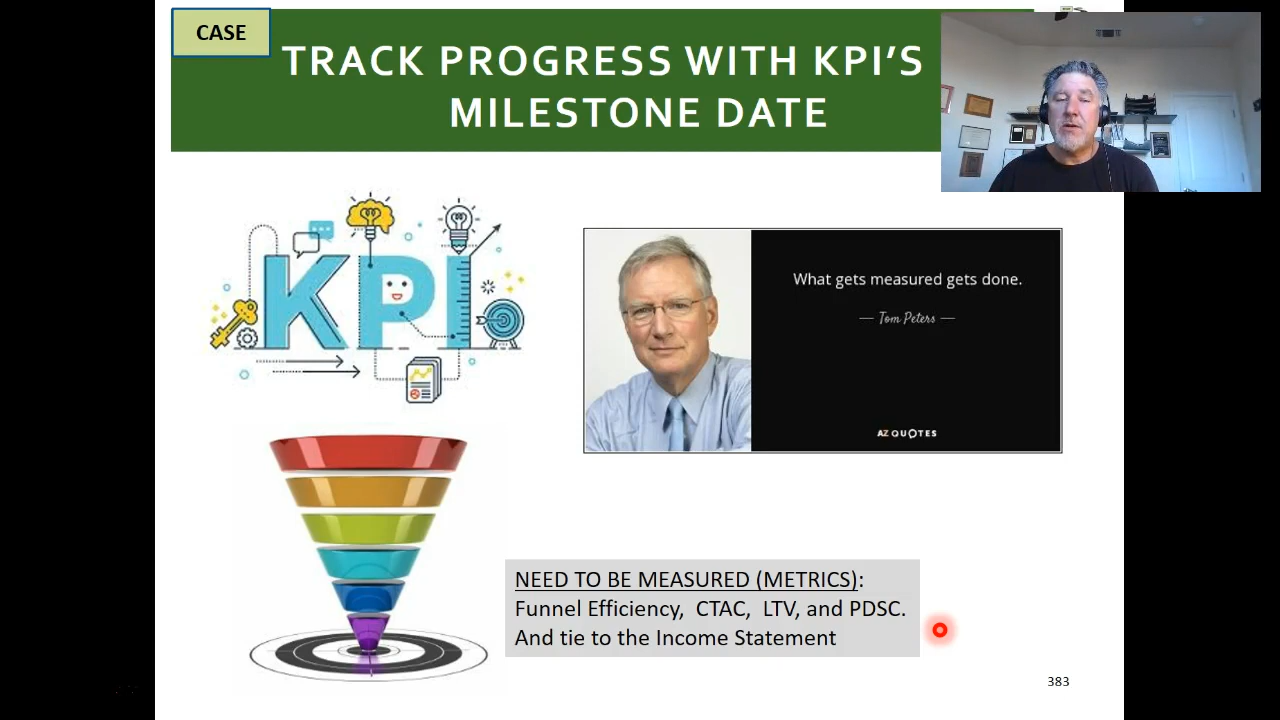 CASE
TRACK PROGRESS WITH KPI'S
MILESTONE DATE
KPI
What gets measured gets done.
— Tom Peters —
AZ QUOTES
NEED TO BE MEASURED (METRICS):
Funnel Efficiency, CTAC, LTV, and PDSC.
And tie to the Income Statement
383